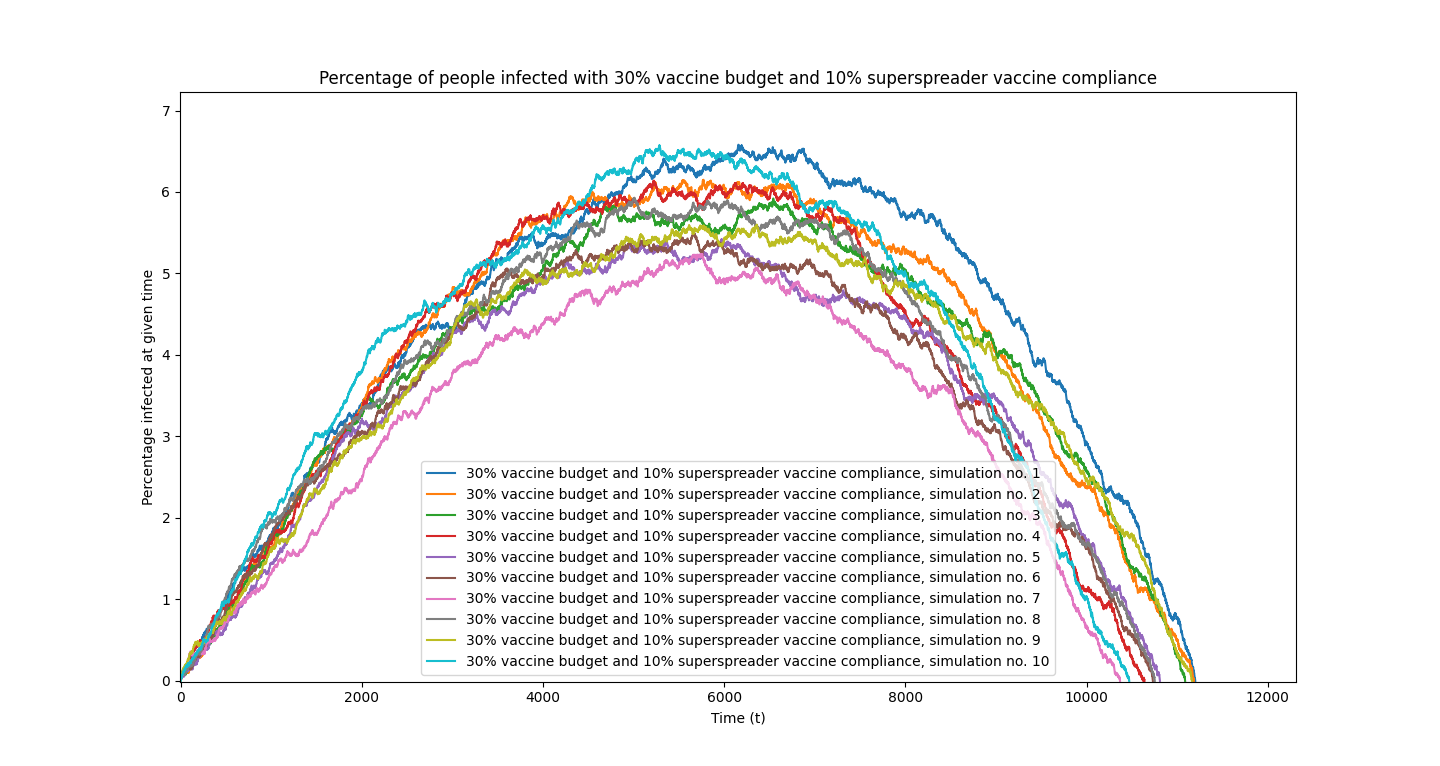 Percentage of people infected with 30% vaccine budget and 10% superspreader vaccine compliance
Percentage infected at given time
7
6
5
4
3
2
1
0
30% vaccine budget and 10% superspreader vaccine compliance, simulation no. 1
30% vaccine budget and 10% superspreader vaccine compliance, simulation no. 2
30% vaccine budget and 10% superspreader vaccine compliance, simulation no. 3
30% vaccine budget and 10% superspreader vaccine compliance, simulation no. 4
30% vaccine budget and 10% superspreader vaccine compliance, simulation no. 5
30% vaccine budget and 10% superspreader vaccine compliance, simulation no. 6
30% vaccine budget and 10% superspreader vaccine compliance, simulation no. 7
30% vaccine budget and 10% superspreader vaccine compliance, simulation no. 8
30% vaccine budget and 10% superspreader vaccine compliance, simulation no. 9
30% vaccine budget and 10% superspreader vaccine compliance, simulation no. 10
0 2000 4000 6000 8000 10000 12000
Time (t)